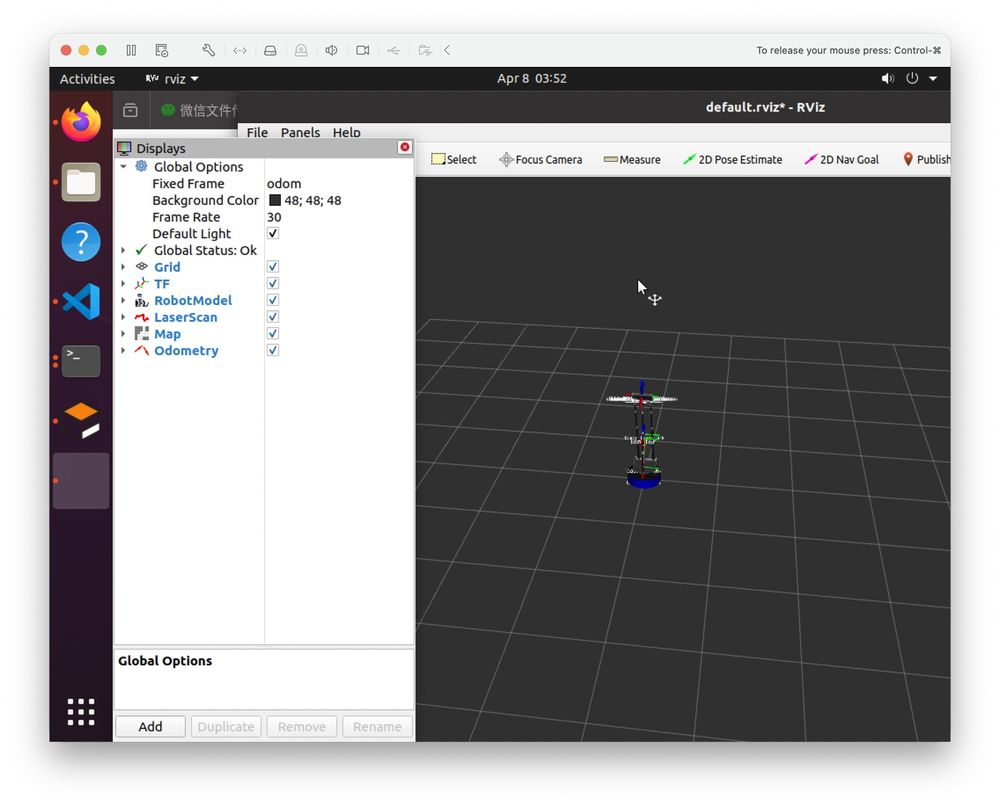 To release your mouse press: Control-⌘
Activities
RViz rviz
Apr 8 03:52
微信文件
default.rviz* - RViz
File Panels Help
Displays
Select
Focus Camera
Measure
2D Pose Estimate
2D Nav Goal
Publish
Global Options
Fixed Frame odom
Background Color 48; 48; 48
Frame Rate 30
Default Light
Global Status: Ok
Grid
TF
RobotModel
LaserScan
Map
Odometry
Global Options
Add Duplicate Remove Rename